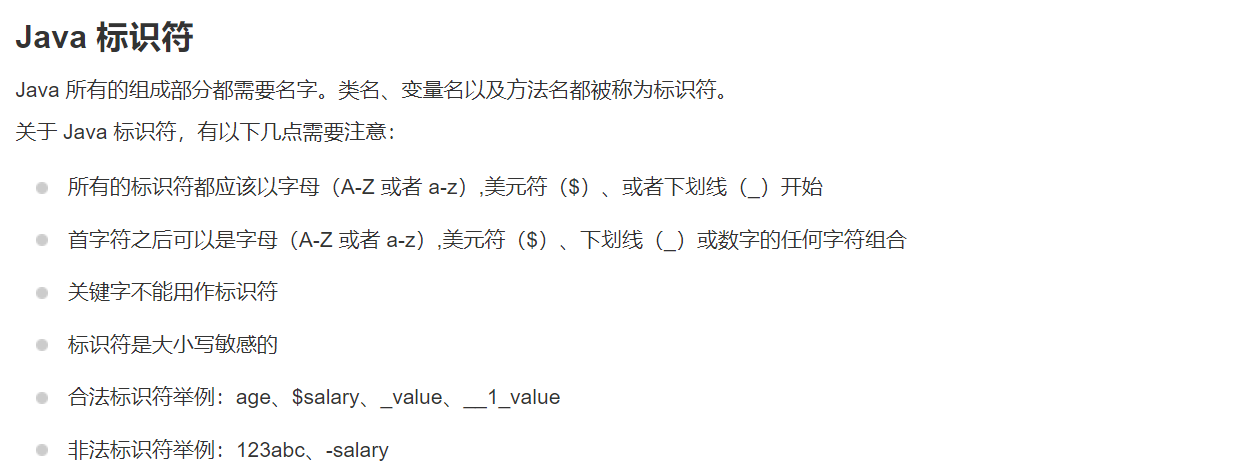 Java 标识符
Java 所有的组成部分都需要名字。类名、变量名以及方法名都被称为标识符。
关于 Java 标识符，有以下几点需要注意：
所有的标识符都应该以字母（A-Z 或者 a-z）,美元符（$）、或者下划线（_）开始
首字符之后可以是字母（A-Z 或者 a-z）,美元符（$）、下划线（_）或数字的任何字符组合
关键字不能用作标识符
标识符是大小写敏感的
合法标识符举例：age、$salary、_value、__1_value
非法标识符举例：123abc、-salary